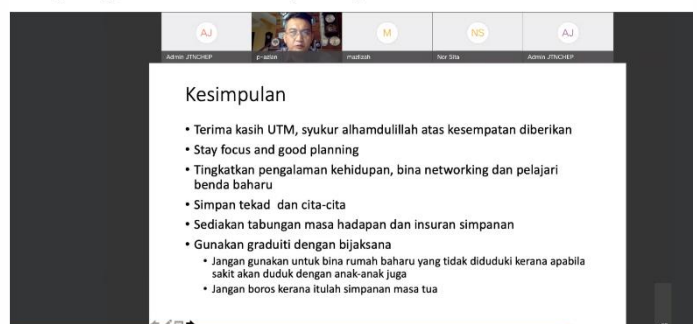 AJ
M
NS
AJ
Admin JTNCHEP
p-azlan
maztaah
Nor Sita
Admin JTNCHEP
Kesimpulan
• Terima kasih UTM, syukur alhamdulillah atas kesempatan diberikan
• Stay focus and good planning
• Tingkatkan pengalaman kehidupan, bina networking dan pelajari
benda baharu
• Simpan tekad dan cita-cita
• Sediakan tabungan masa hadapan dan insuran simpanan
• Gunakan graduiti dengan bijaksana
• Jangan gunakan untuk bina rumah baharu yang tidak diduduki kerana apabila
sakit akan duduk dengan anak-anak juga
• Jangan boros kerana itulah simpanan masa tua